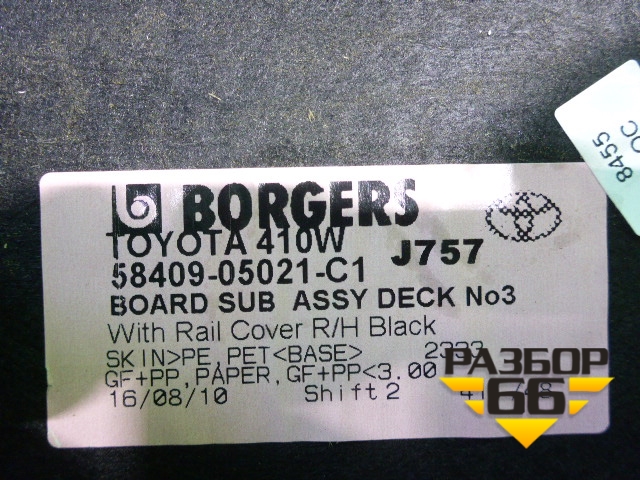 BORGERS
TOYOTA 410W J757
58409-05021-C1
BOARD SUB ASSY DECK No3
With Rail Cover R/H Black
SKIN>PE,PET<BASE>
GF+PP,PAPER,GF+PP<3.00
16/08/10 Shift 2
8455
РАЗБОР
66